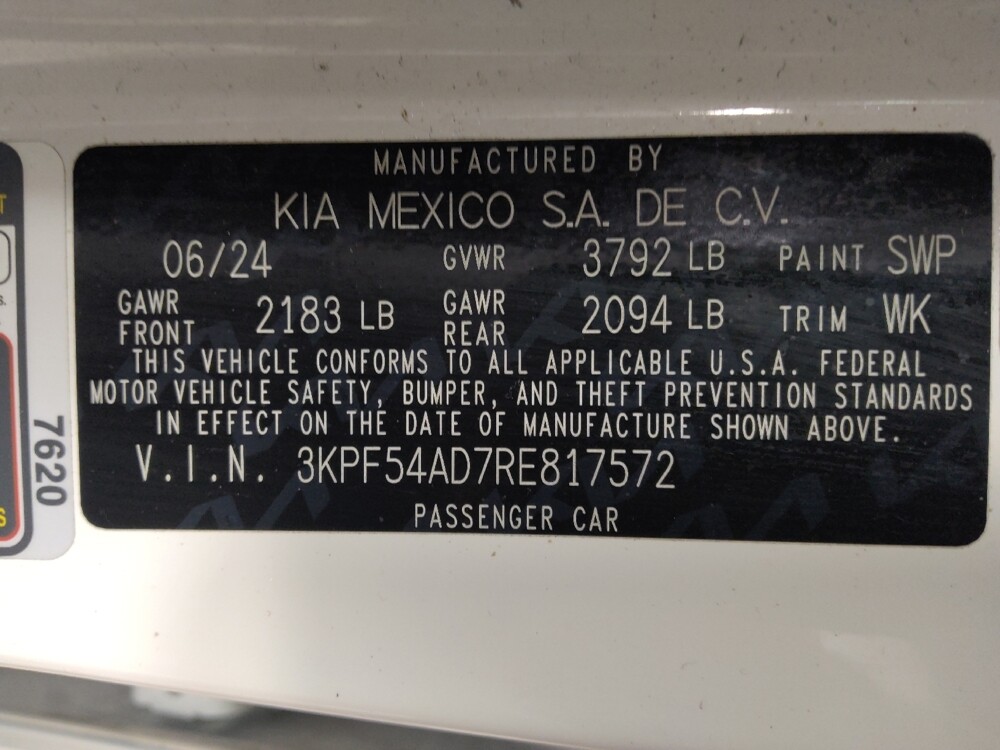 MANUFACTURED BY
KIA MEXICO S.A. DE C.V.
06/24 GVWR 3792 LB PAINT SWP
GAWR FRONT 2183 LB GAWR REAR 2094 LB TRIM WK
THIS VEHICLE CONFORMS TO ALL APPLICABLE U.S.A. FEDERAL
MOTOR VEHICLE SAFETY, BUMPER, AND THEFT PREVENTION STANDARDS
IN EFFECT ON THE DATE OF MANUFACTURE SHOWN ABOVE.
V.I.N. 3KPF54AD7RE817572
PASSENGER CAR
7620